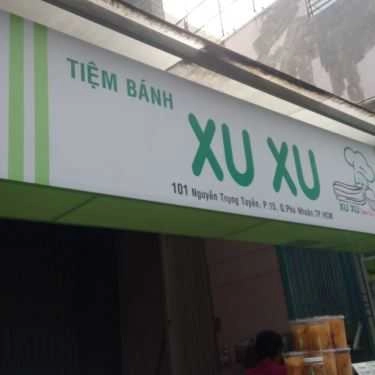 TIỆM BÁNH
XU XU
101 Nguyễn Trọng Tuyển, P.15, Q.Phú Nhuận,TP.HCM
XU XU